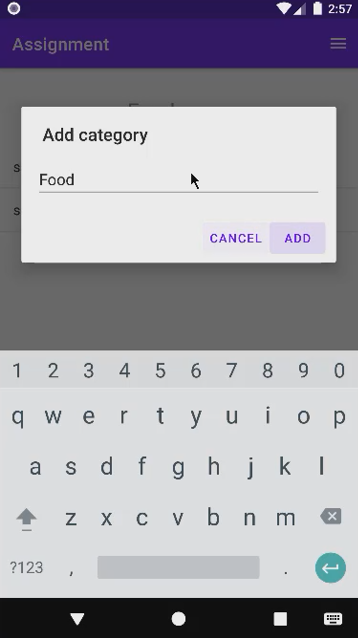 2:57
Assignment
Add category
Food
CANCEL ADD
1 2 3 4 5 6 7 8 9 0
q w e r t y u i o p
a s d f g h j k l
z x c v b n m
?123 , .